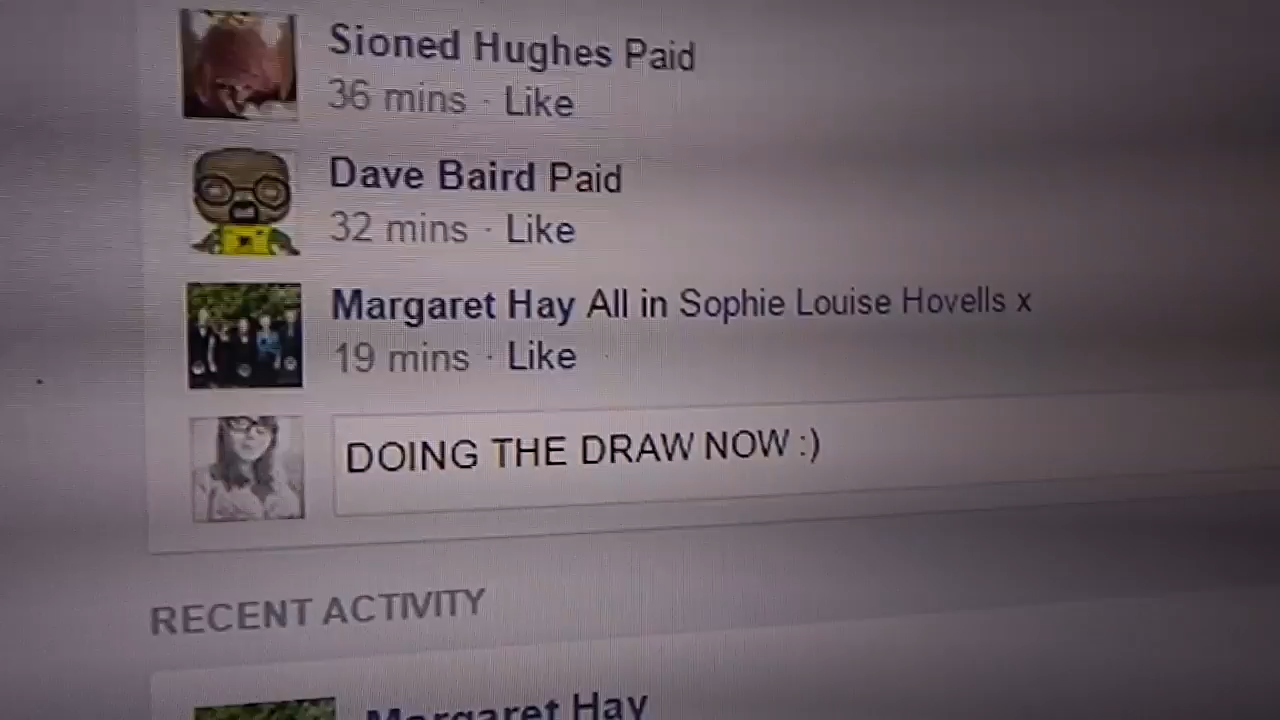 Sioned Hughes Paid
36 mins · Like
Dave Baird Paid
32 mins · Like
Margaret Hay All in Sophie Louise Hovells x
19 mins · Like
DOING THE DRAW NOW :)
RECENT ACTIVITY
Margaret Hay